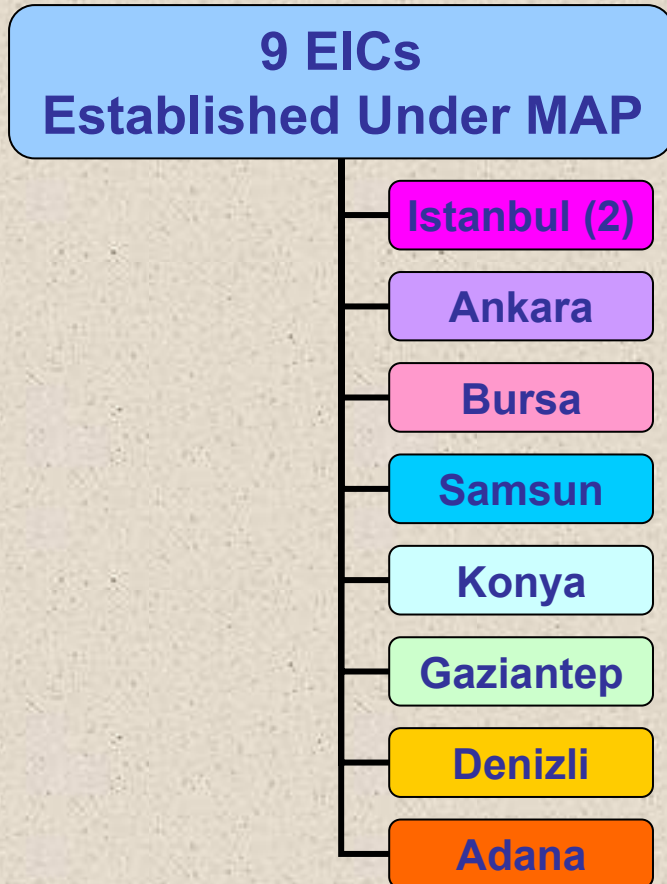 9 EICs
Established Under MAP
Istanbul (2)
Ankara
Bursa
Samsun
Konya
Gaziantep
Denizli
Adana